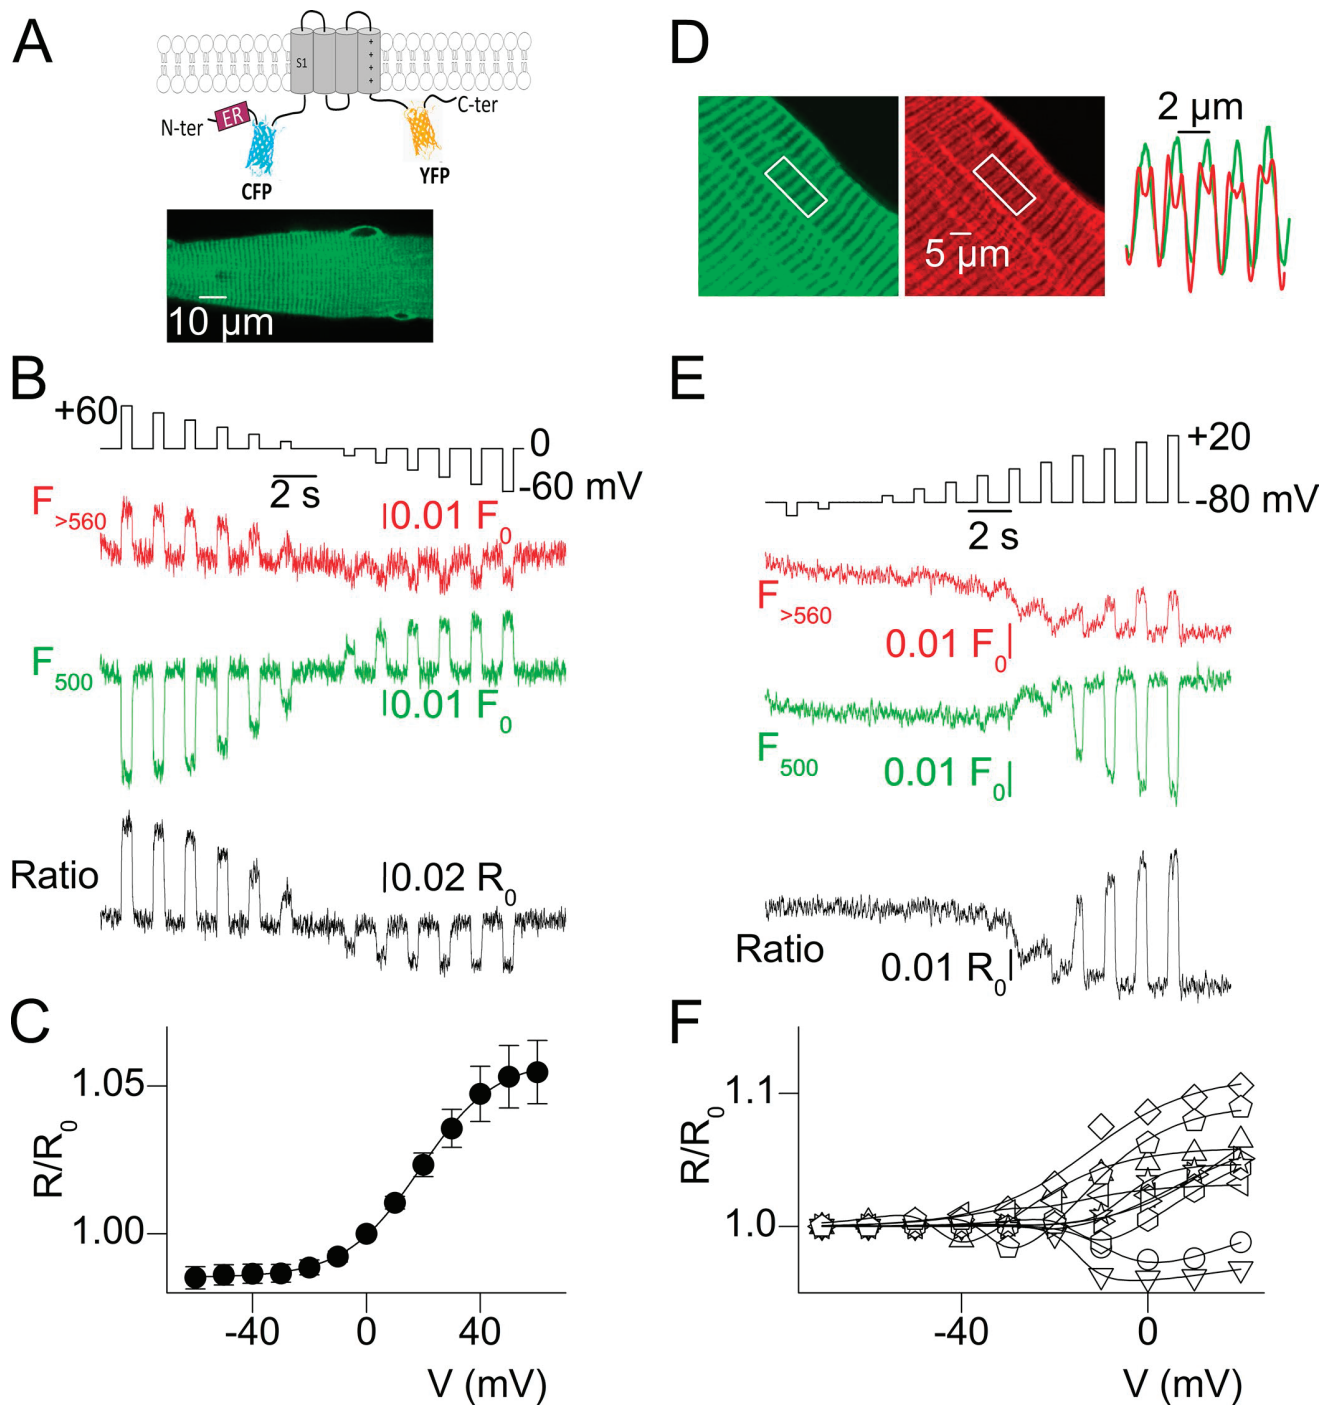 A
S1
++++
N-ter
ER
C-ter
CFP
YFP
10 µm
B
+60
0
-60 mV
2 s
F>560
0.01 F0
F500
0.01 F0
Ratio
0.02 R0
C
R/R0
1.05
1.00
-40 0 40
V (mV)
D
5 µm
2 µm
E
+20
-80 mV
2 s
F>560
0.01 F0
F500
0.01 F0
Ratio
0.01 R0
F
R/R0
1.1
1.0
-40 0
V (mV)